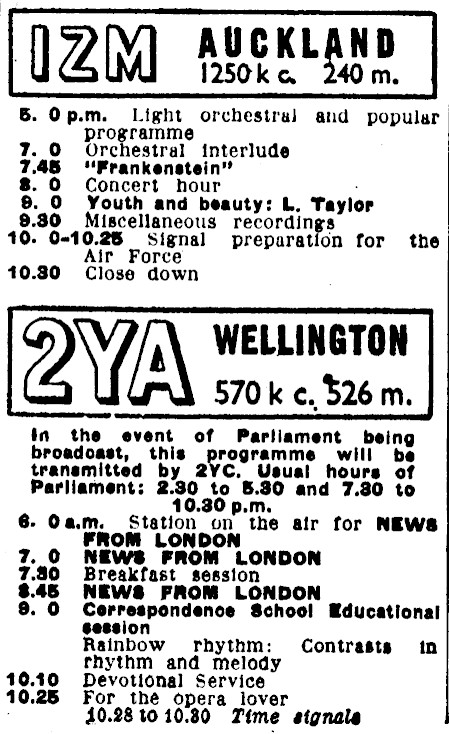 1ZM AUCKLAND
1250 k c. 240 m.
5. 0 p.m. Light orchestral and popular
programme
7. 0 Orchestral interlude
7.45 "Frankenstein"
8. 0 Concert hour
9. 0 Youth and beauty: L. Taylor
9.30 Miscellaneous recordings
10. 0-10.25 Signal preparation for the
Air Force
10.30 Close down
2YA WELLINGTON
570 k c. 526 m.
In the event of Parliament being
broadcast, this programme will be
transmitted by 2YC. Usual hours of
Parliament: 2.30 to 5.30 and 7.30 to
10.30 p.m.
6. 0 a.m. Station on the air for NEWS
FROM LONDON
7. 0 NEWS FROM LONDON
7.30 Breakfast session
8.45 NEWS FROM LONDON
9. 0 Correspondence School Educational
session
Rainbow rhythm: Contrasts in
rhythm and melody
10.10 Devotional Service
10.25 For the opera lover
10.28 to 10.30 Time signals